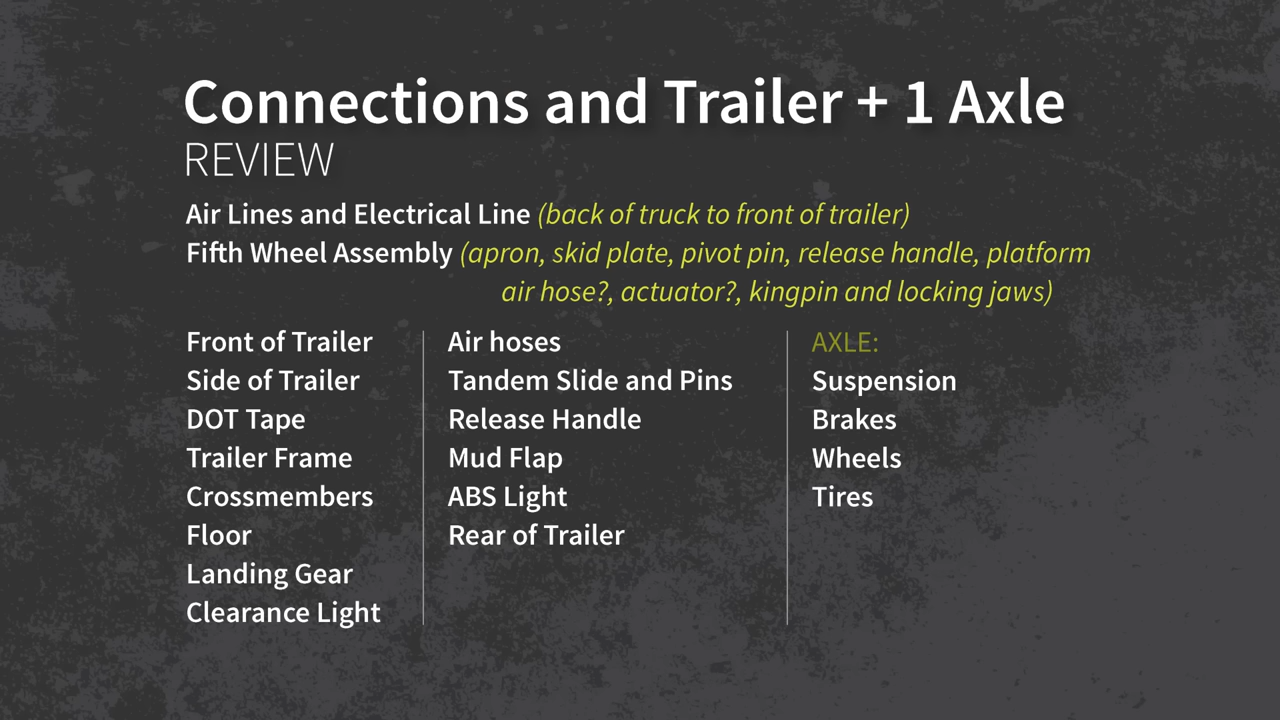 Connections and Trailer + 1 Axle
REVIEW
Air Lines and Electrical Line (back of truck to front of trailer)
Fifth Wheel Assembly (apron, skid plate, pivot pin, release handle, platform
air hose?, actuator?, kingpin and locking jaws)
Front of Trailer
Side of Trailer
DOT Tape
Trailer Frame
Crossmembers
Floor
Landing Gear
Clearance Light
Air hoses
Tandem Slide and Pins
Release Handle
Mud Flap
ABS Light
Rear of Trailer
AXLE:
Suspension
Brakes
Wheels
Tires